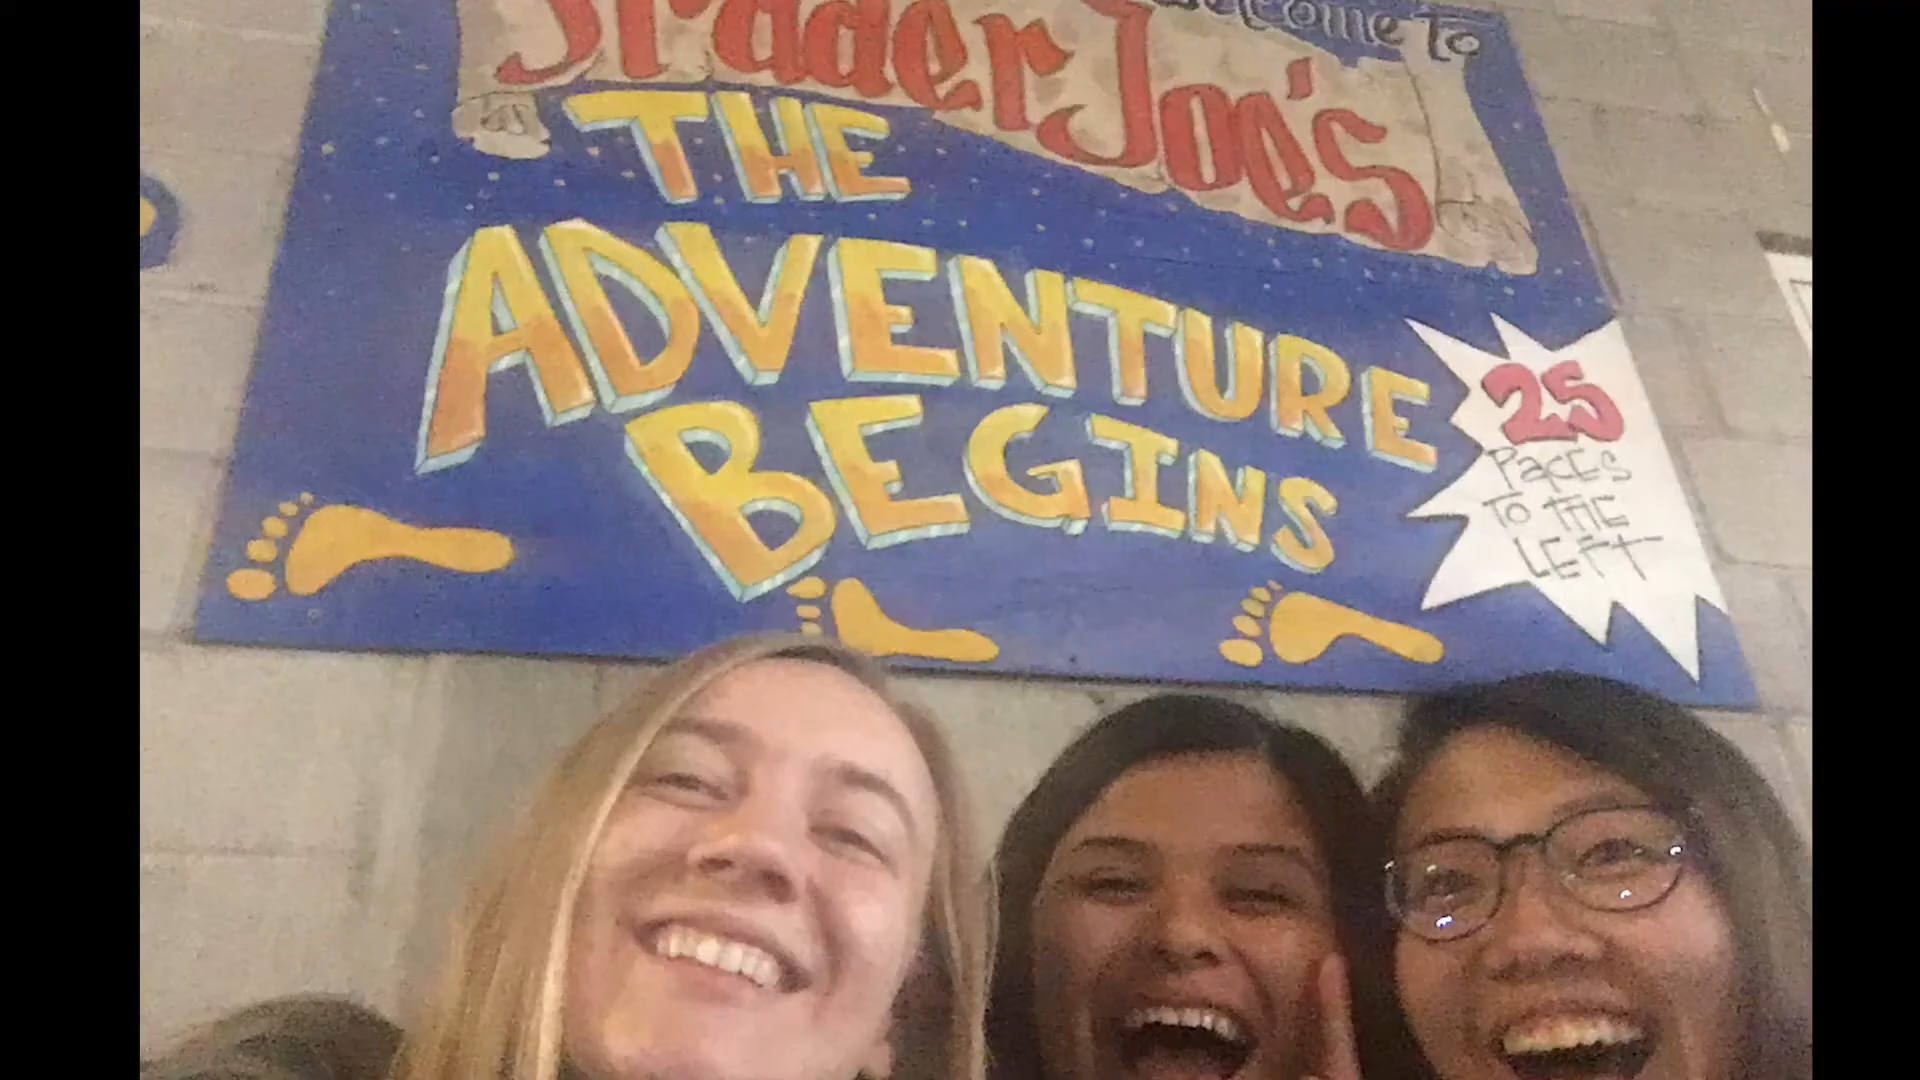 Welcome to
Trader Joe's
THE
ADVENTURE
BEGINS
25
Paces
TO THE
LEFT